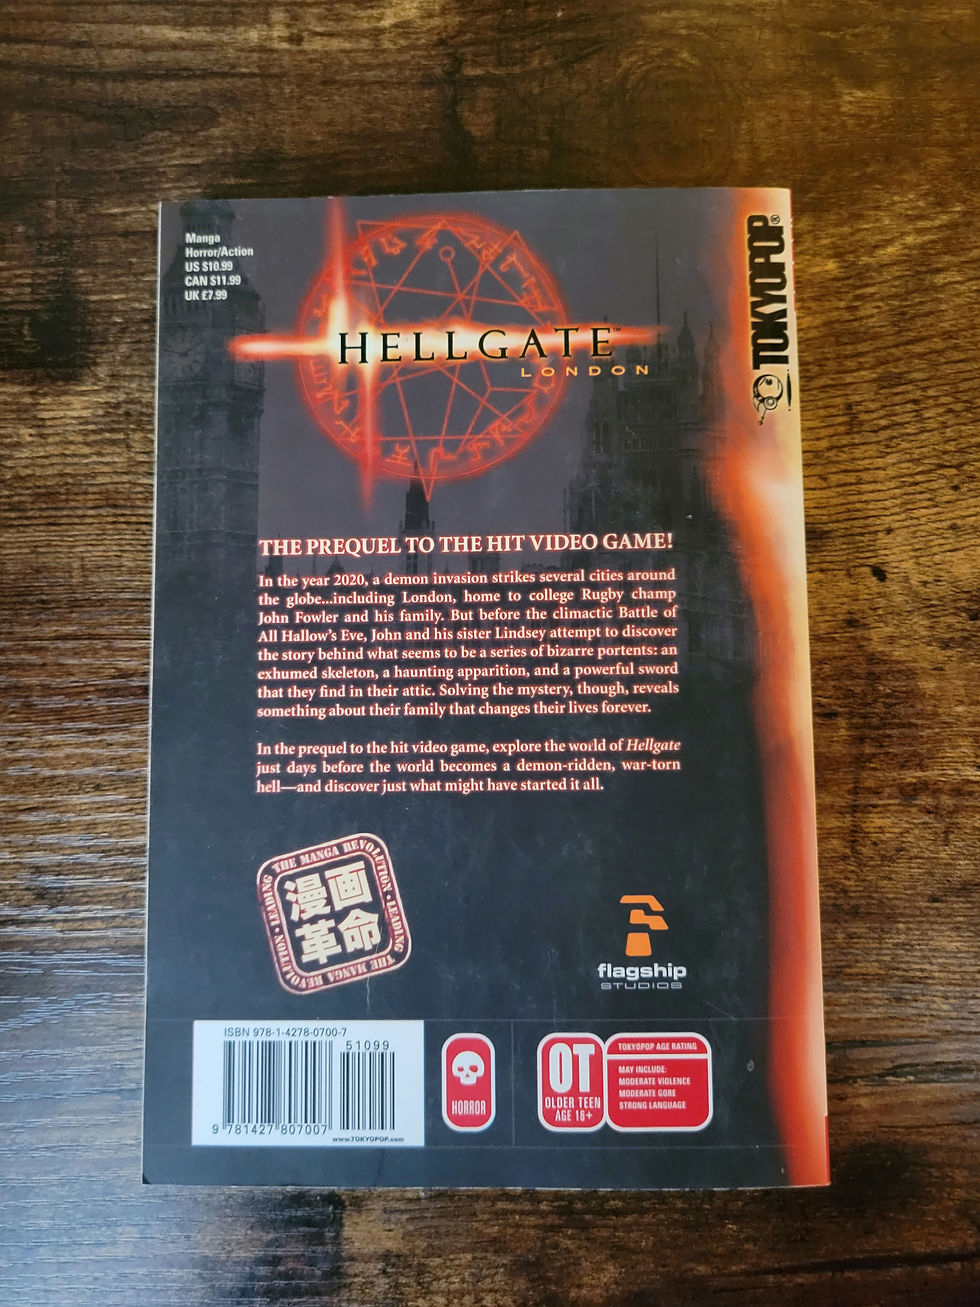 Manga
Horror/Action
US $10.99
CAN $11.99
UK £7.99
TOKYOPOP®
HELLGATE™
LONDON
THE PREQUEL TO THE HIT VIDEO GAME!
In the year 2020, a demon invasion strikes several cities around
the globe...including London, home to college Rugby champ
John Fowler and his family. But before the climactic Battle of
All Hallow's Eve, John and his sister Lindsey attempt to discover
the story behind what seems to be a series of bizarre portents: an
exhumed skeleton, a haunting apparition, and a powerful sword
that they find in their attic. Solving the mystery, though, reveals
something about their family that changes their lives forever.
In the prequel to the hit video game, explore the world of Hellgate
just days before the world becomes a demon-ridden, war-torn
hell—and discover just what might have started it all.
LEADING THE MANGA REVOLUTION • LEADING THE MANGA REVOLUTION •
漫画
革命
flagship
STUDIOS
ISBN 978-1-4278-0700-7
51099
9 781427 807007
www.TOKYOPOP.com
HORROR
OT
OLDER TEEN
AGE 16+
TOKYOPOP AGE RATING
MAY INCLUDE:
MODERATE VIOLENCE
MODERATE GORE
STRONG LANGUAGE